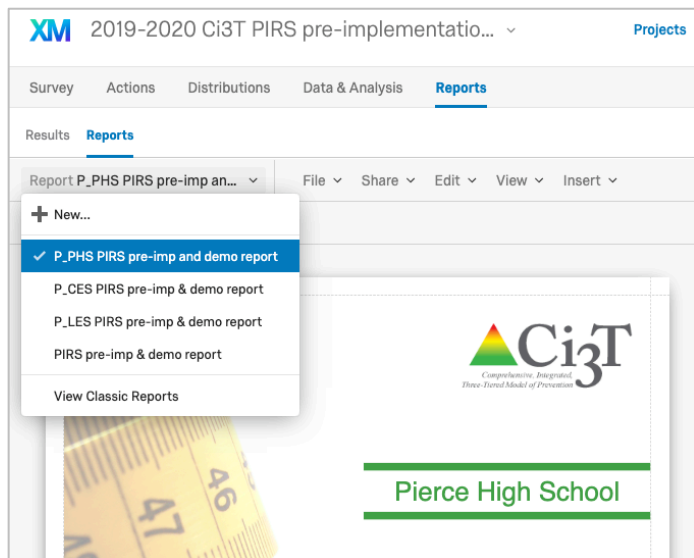 XM 2019-2020 Ci3T PIRS pre-implementatio... Projects
Survey Actions Distributions Data & Analysis Reports
Results Reports
Report P_PHS PIRS pre-imp an... File Share Edit View Insert
New...
P_PHS PIRS pre-imp and demo report
P_CES PIRS pre-imp & demo report
P_LES PIRS pre-imp & demo report
PIRS pre-imp & demo report
View Classic Reports
Ci3T
Comprehensive, Integrated,
Three-Tiered Model of Prevention
Pierce High School
46
47